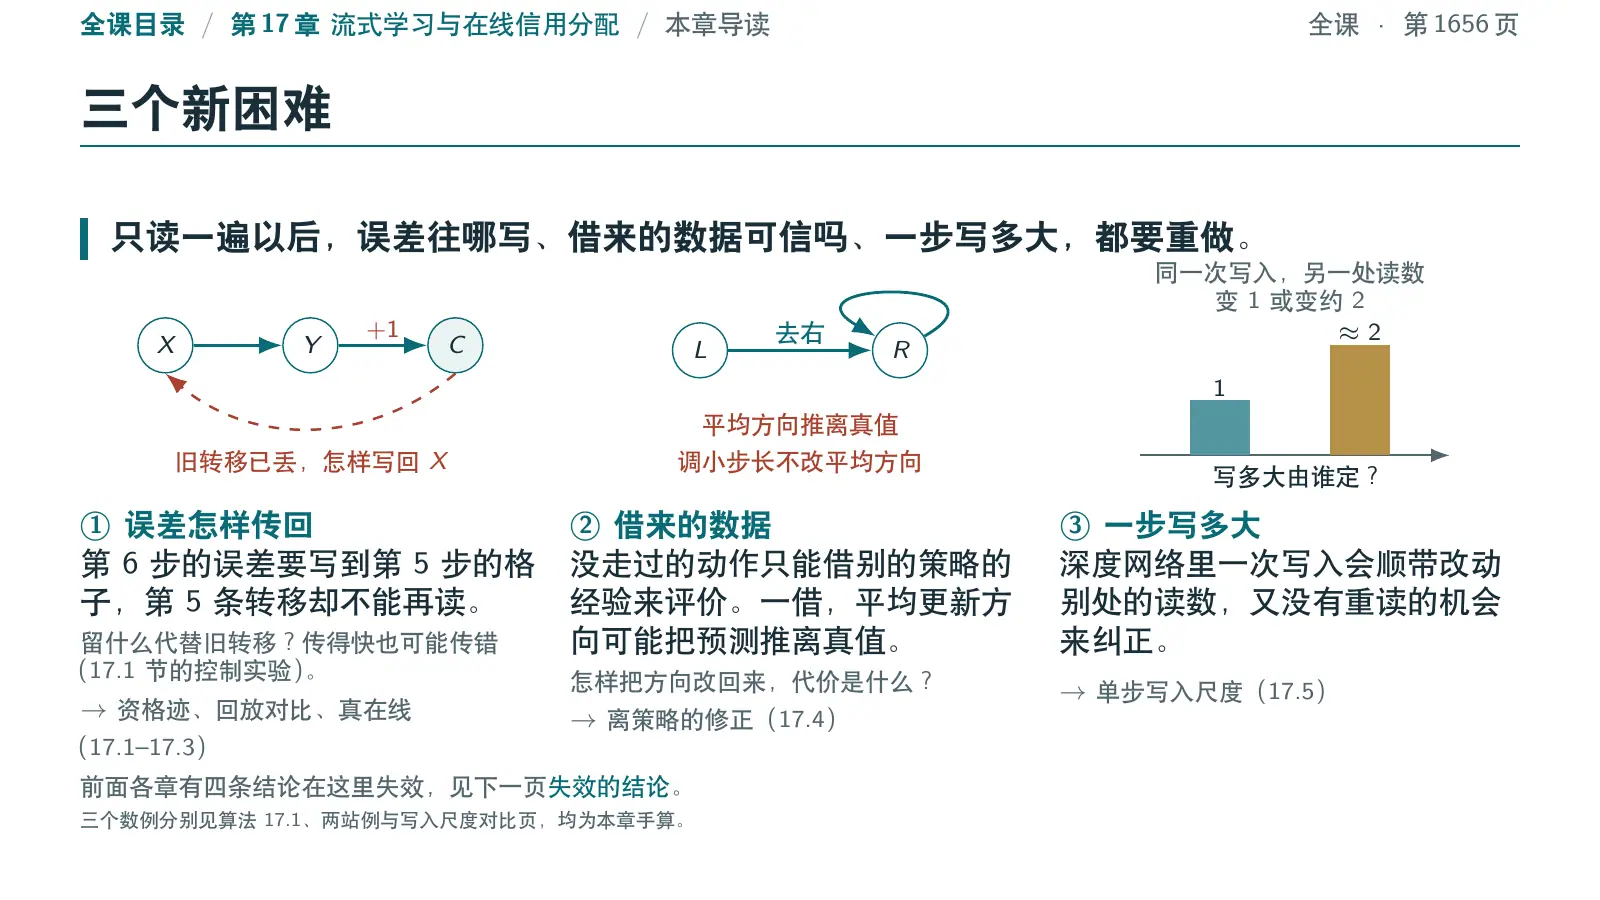 全课目录 / 第 17 章 流式学习与在线信用分配 / 本章导读
全课 · 第 1656 页
三个新困难
只读一遍以后，误差往哪写、借来的数据可信吗、一步写多大，都要重做。
X
Y
+1
C
旧转移已丢，怎样写回 X
L
去右
R
平均方向推离真值
调小步长不改平均方向
同一次写入，另一处读数
变 1 或变约 2
1
≈ 2
写多大由谁定？
① 误差怎样传回
第 6 步的误差要写到第 5 步的格
子，第 5 条转移却不能再读。
留什么代替旧转移？传得快也可能传错
(17.1 节的控制实验)。
→ 资格迹、回放对比、真在线
(17.1–17.3)
② 借来的数据
没走过的动作只能借别的策略的
经验来评价。一借，平均更新方
向可能把预测推离真值。
怎样把方向改回来，代价是什么？
→ 离策略的修正（17.4）
③ 一步写多大
深度网络里一次写入会顺带改动
别处的读数，又没有重读的机会
来纠正。
→ 单步写入尺度（17.5）
前面各章有四条结论在这里失效，见下一页失效的结论。
三个数例分别见算法 17.1、两站例与写入尺度对比页，均为本章手算。